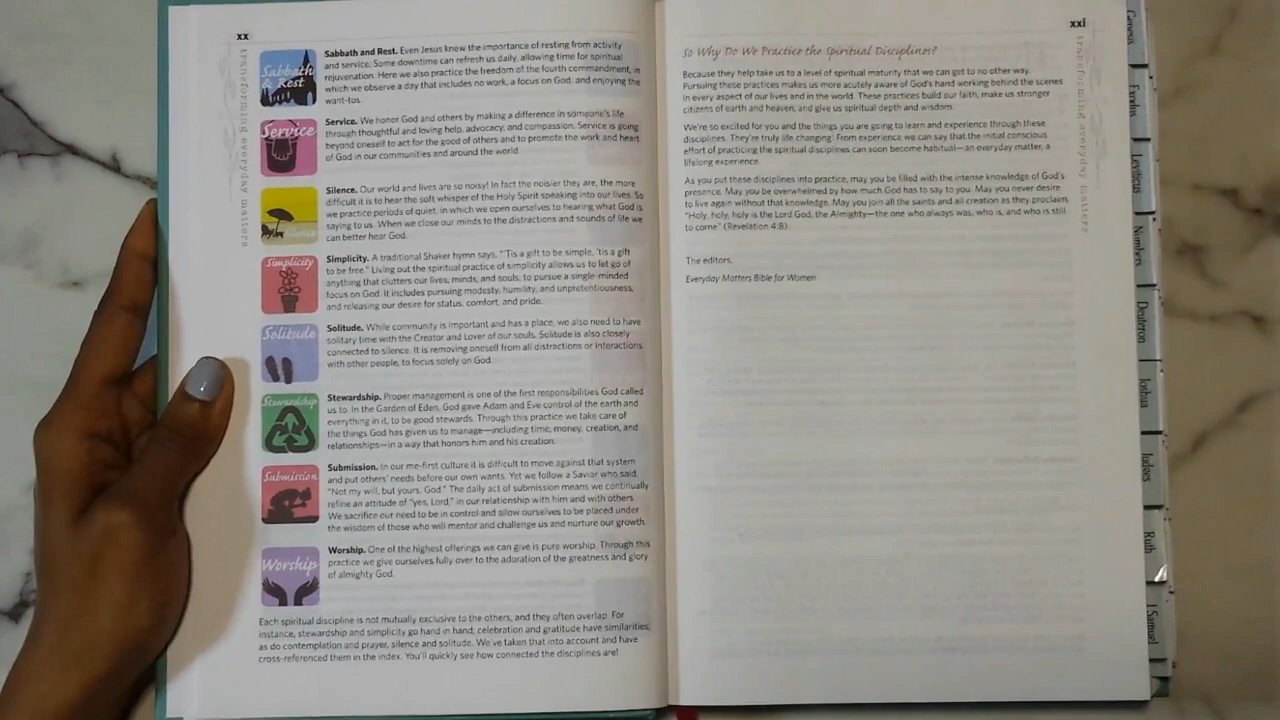 xx
transforming everyday matters
Sabbath
& Rest
Sabbath and Rest. Even Jesus knew the importance of resting from activity
and service. Some downtime can refresh us daily, allowing time for spiritual
rejuvenation. Here we also practice the freedom of the fourth commandment, in
which we observe a day that includes no work, a focus on God, and enjoying the
want-tos.
Service
Service. We honor God and others by making a difference in someone's life
through thoughtful and loving help, advocacy, and compassion. Service is going
beyond oneself to act for the good of others and to promote the work and heart
of God in our communities and around the world.
Silence
Silence. Our world and lives are so noisy! In fact the noisier they are, the more
difficult it is to hear the soft whisper of the Holy Spirit speaking into our lives. So
we practice periods of quiet, in which we open ourselves to hearing what God is
saying to us. When we close our minds to the distractions and sounds of life we
can better hear God.
Simplicity
Simplicity. A traditional Shaker hymn says, "'Tis a gift to be simple, 'tis a gift
to be free." Living out the spiritual practice of simplicity allows us to let go of
anything that clutters our lives, minds, and souls, to pursue a single-minded
focus on God. It includes pursuing modesty, humility, and unpretentiousness,
and releasing our desire for status, comfort, and pride.
Solitude
Solitude. While community is important and has a place, we also need to have
solitary time with the Creator and Lover of our souls. Solitude is also closely
connected to silence. It is removing oneself from all distractions or interactions
with other people, to focus solely on God.
Stewardship
Stewardship. Proper management is one of the first responsibilities God called
us to. In the Garden of Eden, God gave Adam and Eve control of the earth and
everything in it, to be good stewards. Through this practice we take care of
the things God has given us to manage—including time, money, creation, and
relationships—in a way that honors him and his creation.
Submission
Submission. In our me-first culture it is difficult to move against that system
and put others' needs before our own wants. Yet we follow a Savior who said,
"Not my will, but yours, God." The daily act of submission means we continually
refine an attitude of "yes, Lord," in our relationship with him and with others.
We sacrifice our need to be in control and allow ourselves to be placed under
the wisdom of those who will mentor and challenge us and nurture our growth.
Worship
Worship. One of the highest offerings we can give is pure worship. Through this
practice we give ourselves fully over to the adoration of the greatness and glory
of almighty God.
Each spiritual discipline is not mutually exclusive to the others, and they often overlap. For
instance, stewardship and simplicity go hand in hand; celebration and gratitude have similarities,
as do contemplation and prayer, silence and solitude. We've taken that into account and have
cross-referenced them in the index. You'll quickly see how connected the disciplines are!
xxi
transforming everyday matters
So Why Do We Practice the Spiritual Disciplines?
Because they help take us to a level of spiritual maturity that we can get to no other way.
Pursuing these practices makes us more acutely aware of God's hand working behind the scenes
in every aspect of our lives and in the world. These practices build our faith, make us stronger
citizens of earth and heaven, and give us spiritual depth and wisdom.
We're so excited for you and the things you are going to learn and experience through these
disciplines. They're truly life changing! From experience we can say that the initial conscious
effort of practicing the spiritual disciplines can soon become habitual—an everyday matter, a
lifelong experience.
As you put these disciplines into practice, may you be filled with the intense knowledge of God's
presence. May you be overwhelmed by how much God has to say to you. May you never desire
to live again without that knowledge. May you join all the saints and all creation as they proclaim,
"Holy, holy, holy is the Lord God, the Almighty—the one who always was, who is, and who is still
to come" (Revelation 4:8).
The editors,
Everyday Matters Bible for Women
Genesis
Exodus
Leviticus
Numbers
Deuteron
Joshua
Judges
Ruth
1 Samuel